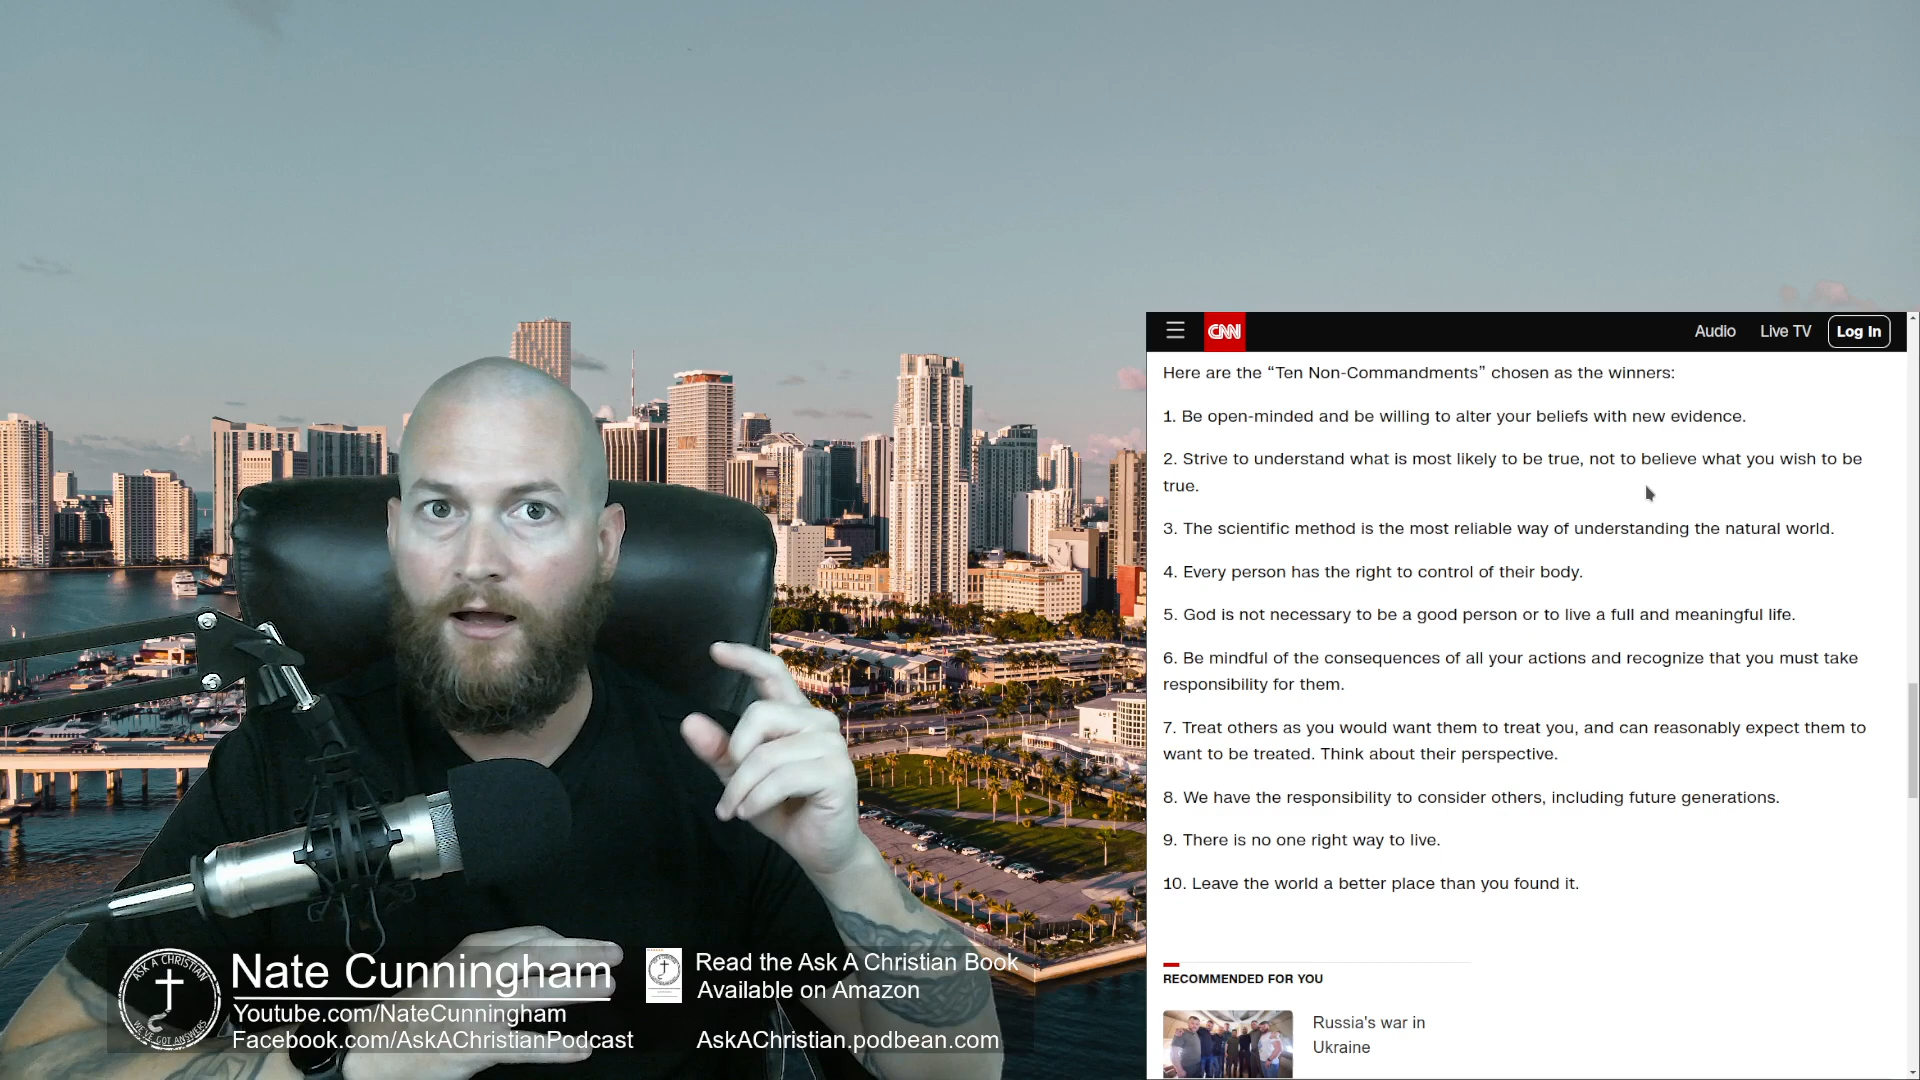 CNN
Audio
Live TV
Log In
Here are the “Ten Non-Commandments” chosen as the winners:
1. Be open-minded and be willing to alter your beliefs with new evidence.
2. Strive to understand what is most likely to be true, not to believe what you wish to be
true.
3. The scientific method is the most reliable way of understanding the natural world.
4. Every person has the right to control of their body.
5. God is not necessary to be a good person or to live a full and meaningful life.
6. Be mindful of the consequences of all your actions and recognize that you must take
responsibility for them.
7. Treat others as you would want them to treat you, and can reasonably expect them to
want to be treated. Think about their perspective.
8. We have the responsibility to consider others, including future generations.
9. There is no one right way to live.
10. Leave the world a better place than you found it.
RECOMMENDED FOR YOU
Russia's war in
Ukraine
ASK A CHRISTIAN
WE'VE GOT ANSWERS
Nate Cunningham
Youtube.com/NateCunningham
Facebook.com/AskAChristianPodcast
Read the Ask A Christian Book
Available on Amazon
AskAChristian.podbean.com